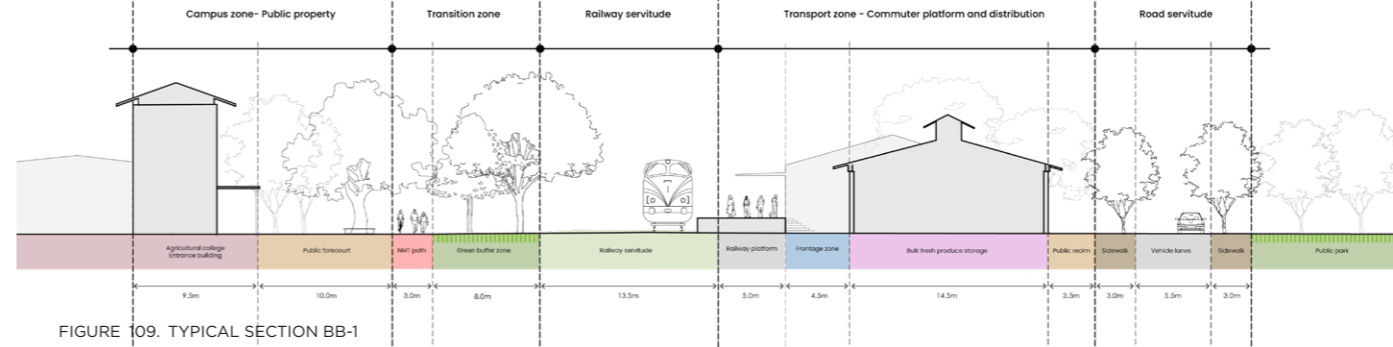 Campus zone- Public property Transition zone Railway servitude Transport zone - Commuter platform and distribution Road servitude
Agricultural college
Entrance building
Public forecourt NMT path Green buffer zone Railway servitude Railway platform Frontage zone Bulk fresh produce storage Public realm Sidewalk Vehicle lanes Sidewalk Public park
9.5m 10.0m 3.0m 8.0m 13.5m 5.0m 4.5m 14.5m 3.5m 3.0m 5.5m 3.0m
FIGURE 109. TYPICAL SECTION BB-1